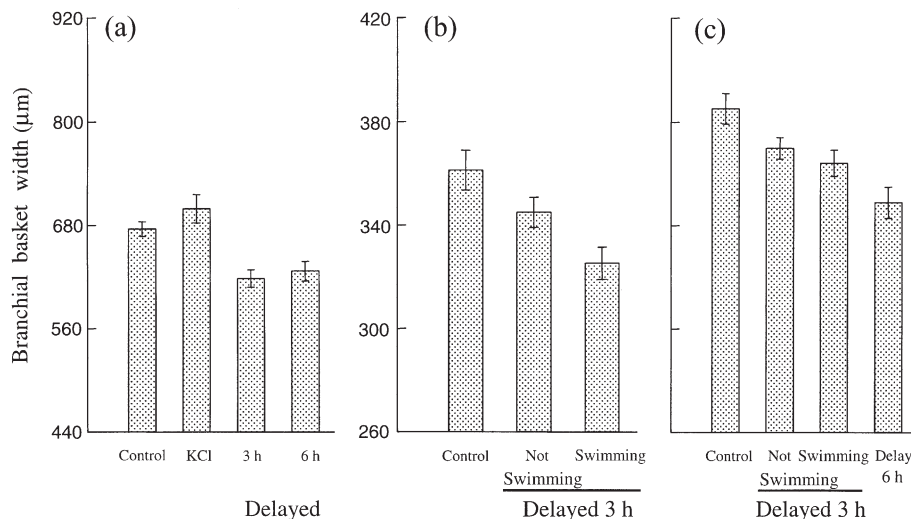 (a)
Branchial basket width (μm)
920
800
680
560
440
Control KCl 3 h 6 h
Delayed
(b)
420
380
340
300
260
Control Not Swimming
Swimming
Delayed 3 h
(c)
Control Not Swimming Delay
Swimming 6 h
Delayed 3 h